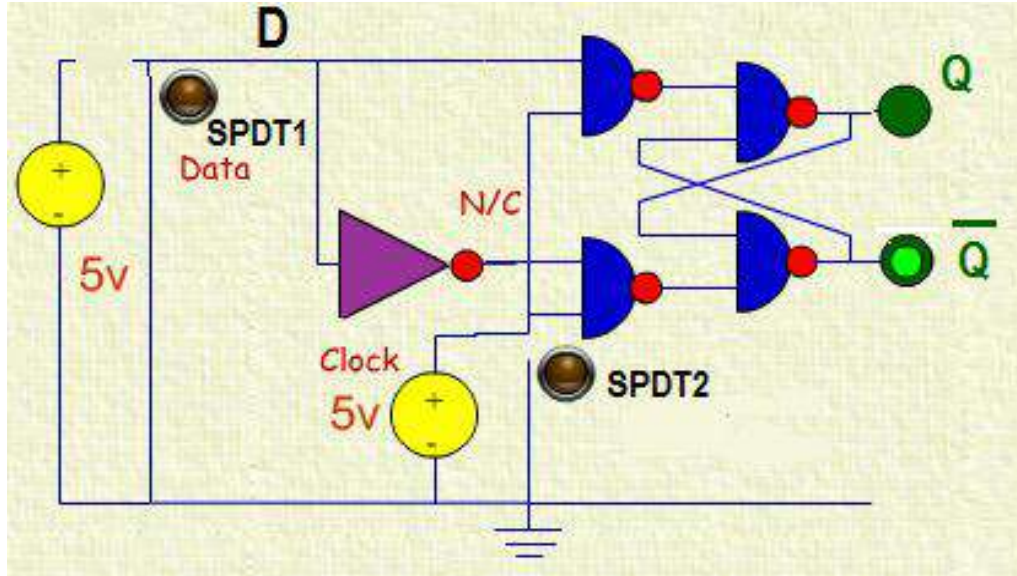 D
Q
SPDT1
Data
N/C
5v
Q
Clock
5v
SPDT2
+
-
+
-